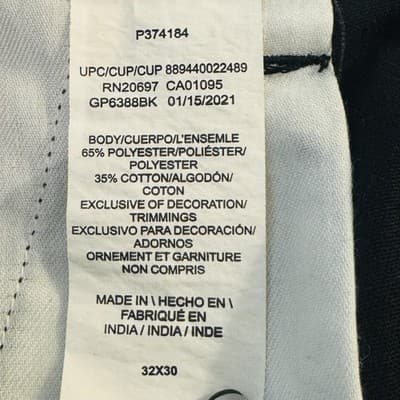 P374184
UPC/CUP/CUP 889440022489
RN20697 CA01095
GP6388BK 01/15/2021
BODY/CUERPO/L'ENSEMLE
65% POLYESTER/POLIÉSTER/
POLYESTER
35% COTTON/ALGODÓN/
COTON
EXCLUSIVE OF DECORATION/
TRIMMINGS
EXCLUSIVO PARA DECORACIÓN/
ADORNOS
ORNEMENT ET GARNITURE
NON COMPRIS
MADE IN \ HECHO EN \
FABRIQUÉ EN
INDIA / INDIA / INDE
32X30